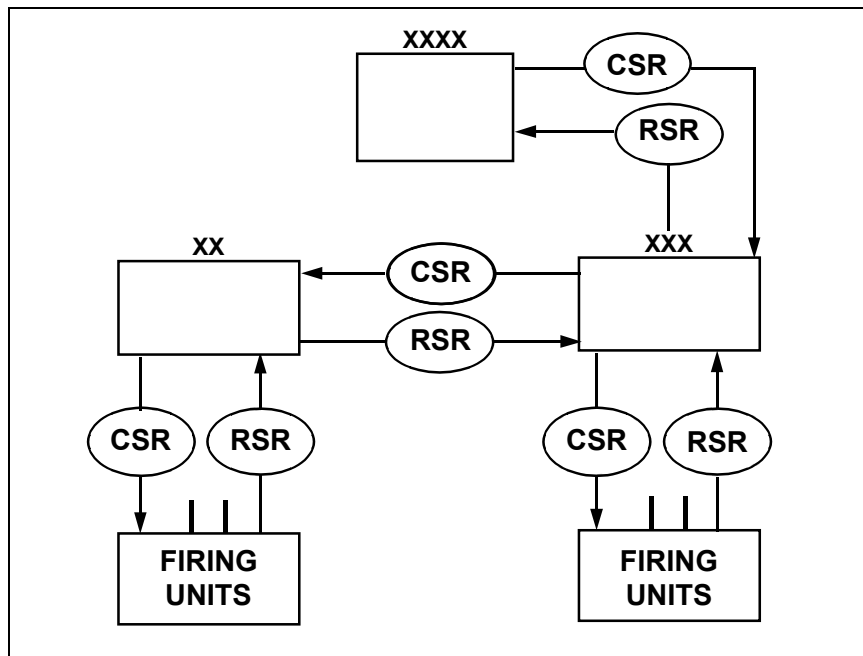 XXXX
CSR
RSR
XX
XXX
CSR
RSR
CSR
RSR
CSR
RSR
FIRING
UNITS
FIRING
UNITS